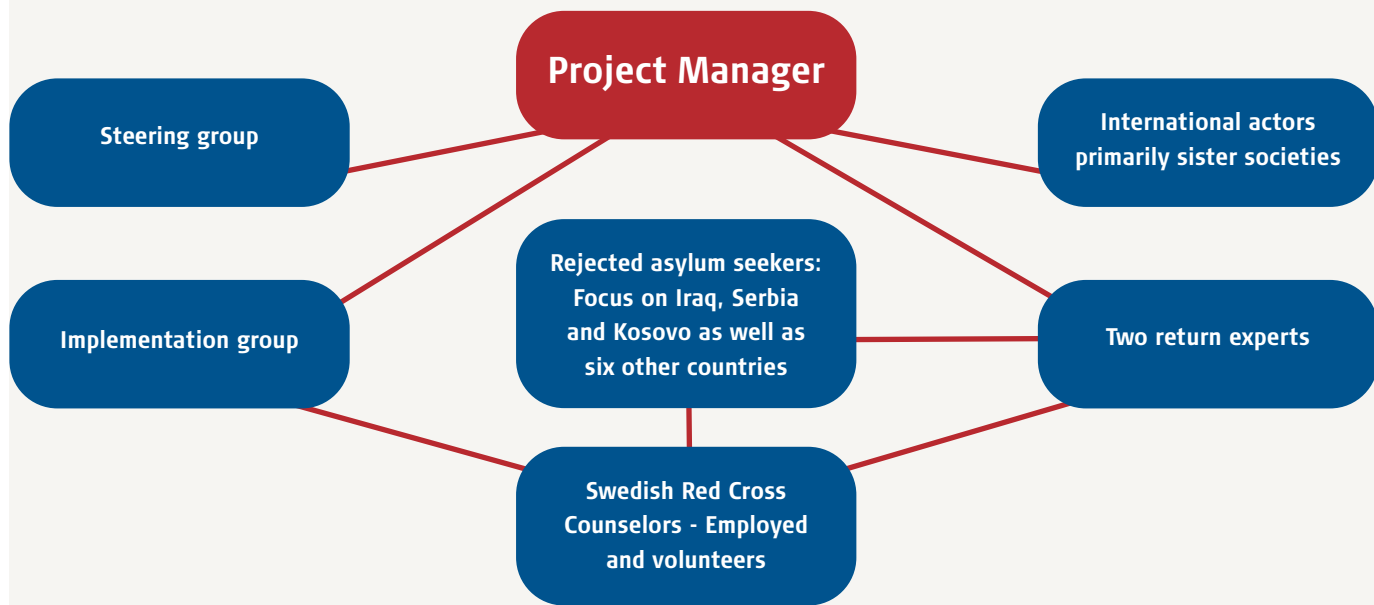 Project Manager
Steering group
International actors
primarily sister societies
Rejected asylum seekers:
Focus on Iraq, Serbia
and Kosovo as well as
six other countries
Implementation group
Two return experts
Swedish Red Cross
Counselors - Employed
and volunteers